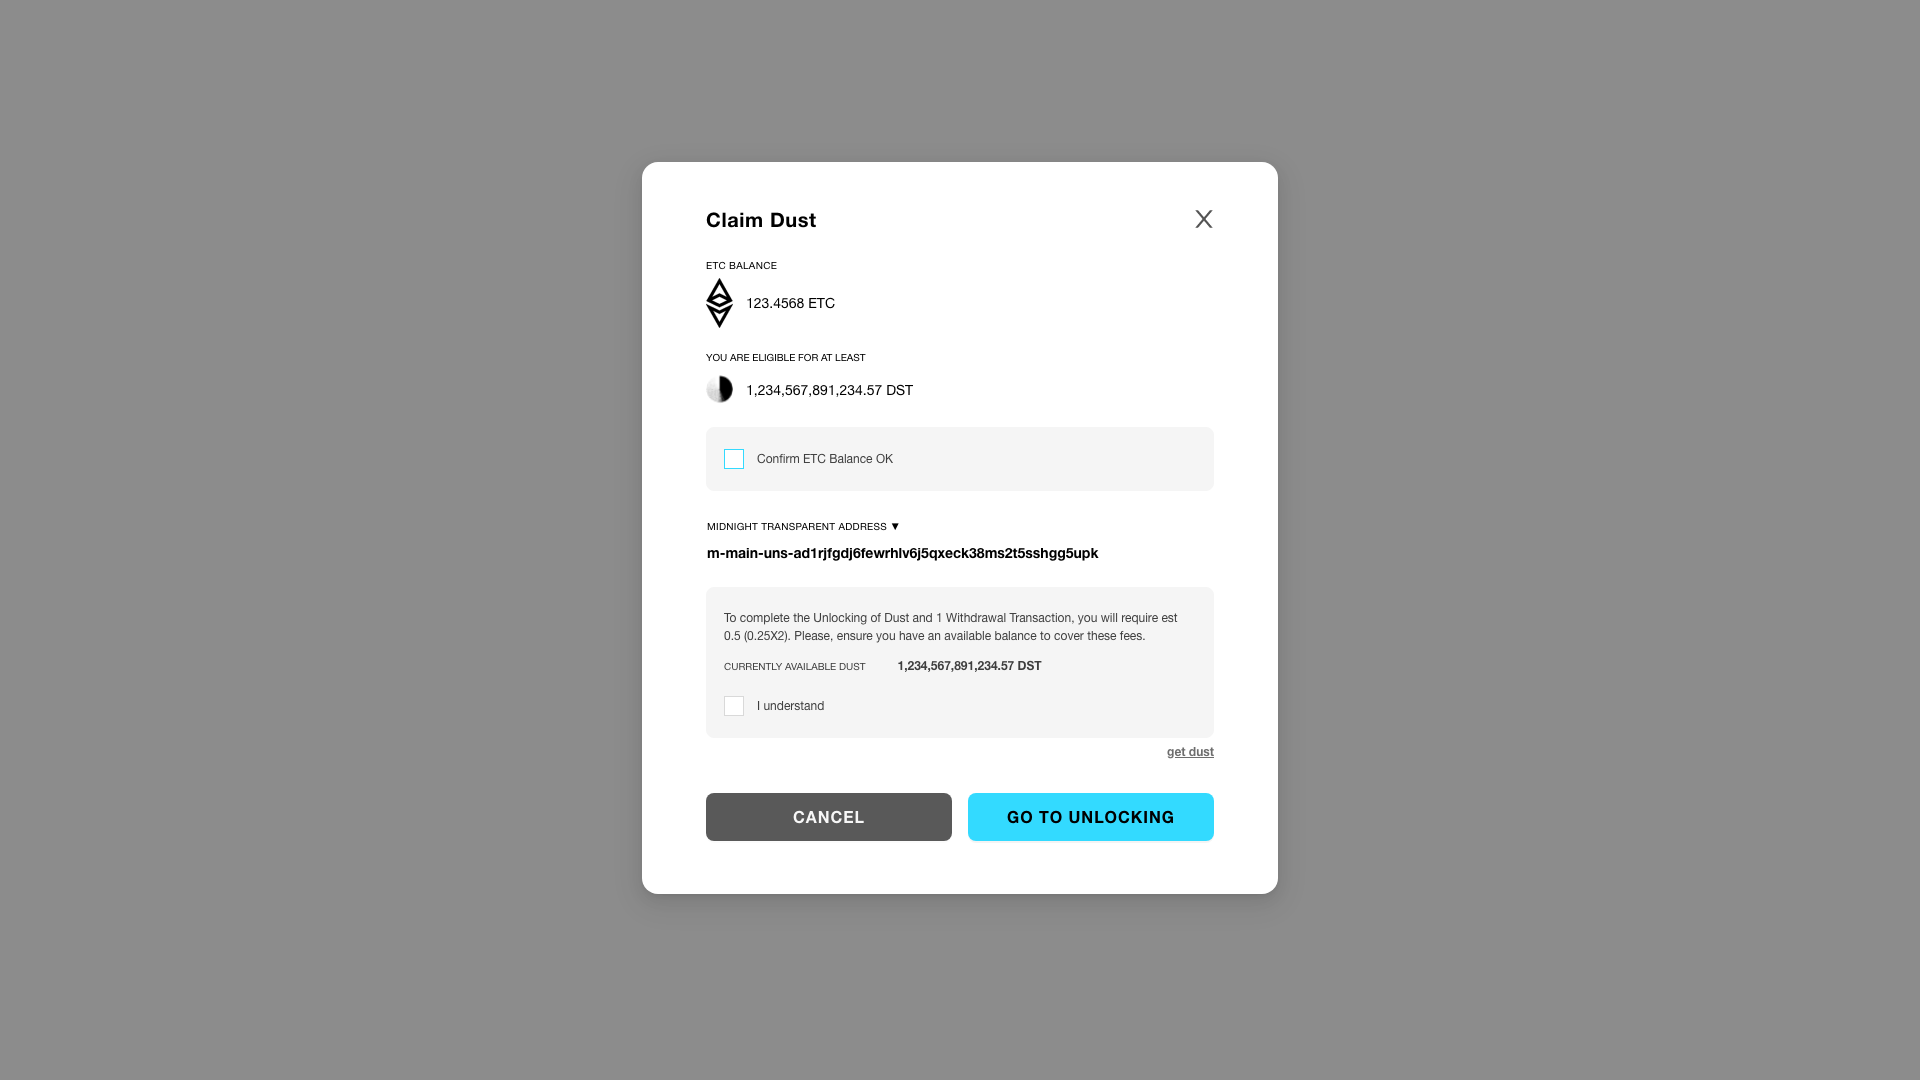 Claim Dust
X
ETC BALANCE
123.4568 ETC
YOU ARE ELIGIBLE FOR AT LEAST
1,234,567,891,234.57 DST
Confirm ETC Balance OK
MIDNIGHT TRANSPARENT ADDRESS ▼
m-main-uns-ad1rjfgdj6fewrhlv6j5qxeck38ms2t5sshgg5upk
To complete the Unlocking of Dust and 1 Withdrawal Transaction, you will require est
0.5 (0.25X2). Please, ensure you have an available balance to cover these fees.
CURRENTLY AVAILABLE DUST 1,234,567,891,234.57 DST
I understand
get dust
CANCEL GO TO UNLOCKING